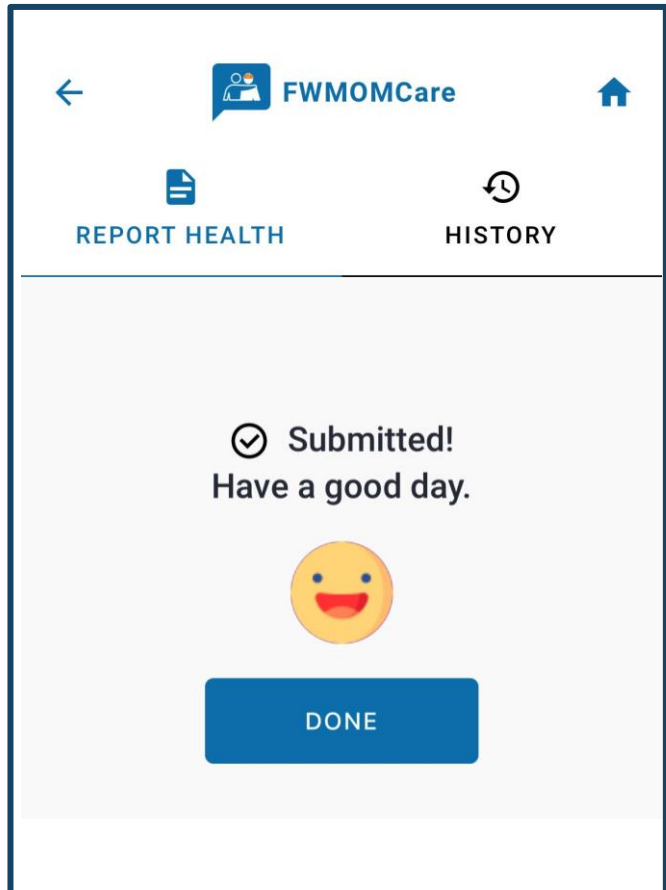 FWMOMCare
REPORT HEALTH
HISTORY
Submitted!
Have a good day.
DONE